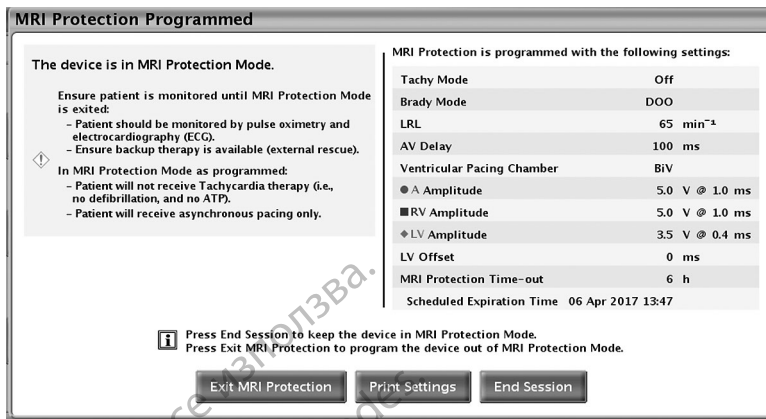 MRI Protection Programmed
The device is in MRI Protection Mode.
Ensure patient is monitored until MRI Protection Mode
is exited:
– Patient should be monitored by pulse oximetry and
electrocardiography (ECG).
– Ensure backup therapy is available (external rescue).
In MRI Protection Mode as programmed:
– Patient will not receive Tachycardia therapy (i.e.,
no defibrillation, and no ATP).
– Patient will receive asynchronous pacing only.
MRI Protection is programmed with the following settings:
Tachy Mode Off
Brady Mode DOO
LRL 65 min⁻¹
AV Delay 100 ms
Ventricular Pacing Chamber BiV
A Amplitude 5.0 V @ 1.0 ms
RV Amplitude 5.0 V @ 1.0 ms
LV Amplitude 3.5 V @ 0.4 ms
LV Offset 0 ms
MRI Protection Time-out 6 h
Scheduled Expiration Time 06 Apr 2017 13:47
Press End Session to keep the device in MRI Protection Mode.
Press Exit MRI Protection to program the device out of MRI Protection Mode.
Exit MRI Protection Print Settings End Session
се използва.